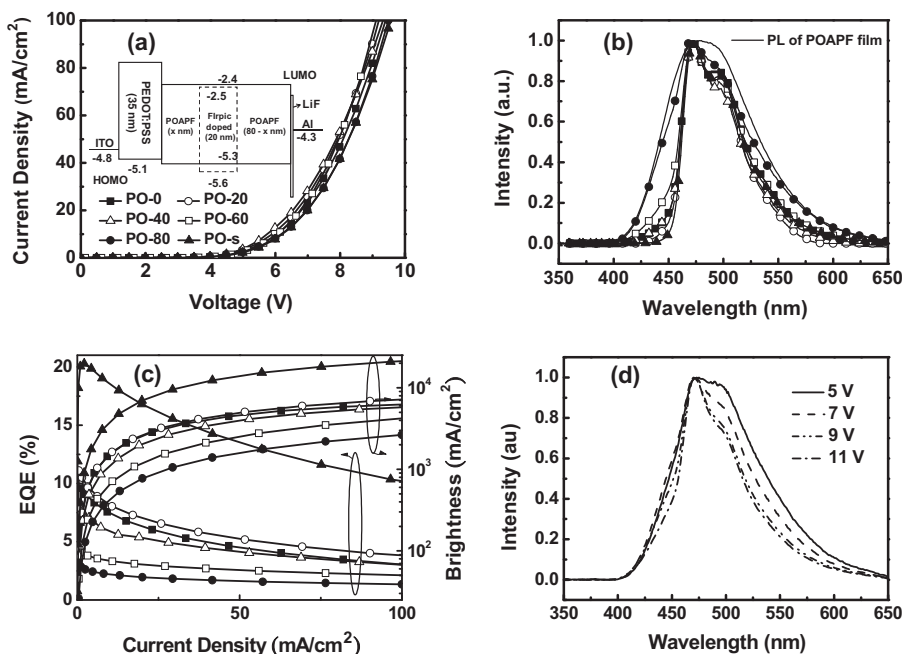 (a)
Current Density (mA/cm²)
100
80
60
40
20
0
0 2 4 6 8 10
Voltage (V)
PEDOT:PSS
(35 nm)
ITO
-4.8
-5.1
HOMO
POAPF
(x nm)
-2.4
-2.5
FIrpic
doped
(20 nm)
-5.3
-5.6
POAPF
(80 - x nm)
LUMO
LiF
Al
-4.3
PO-0 PO-20
PO-40 PO-60
PO-80 PO-s
(b)
PL of POAPF film
Intensity (a.u.)
1.0
0.8
0.6
0.4
0.2
0.0
350 400 450 500 550 600 650
Wavelength (nm)
(c)
EQE (%)
20
15
10
5
0
0 25 50 75 100
Current Density (mA/cm²)
Brightness (mA/cm²)
10⁴
10³
10²
(d)
5 V
7 V
9 V
11 V
Intensity (au)
1.0
0.8
0.6
0.4
0.2
0.0
350 400 450 500 550 600 650
Wavelength (nm)